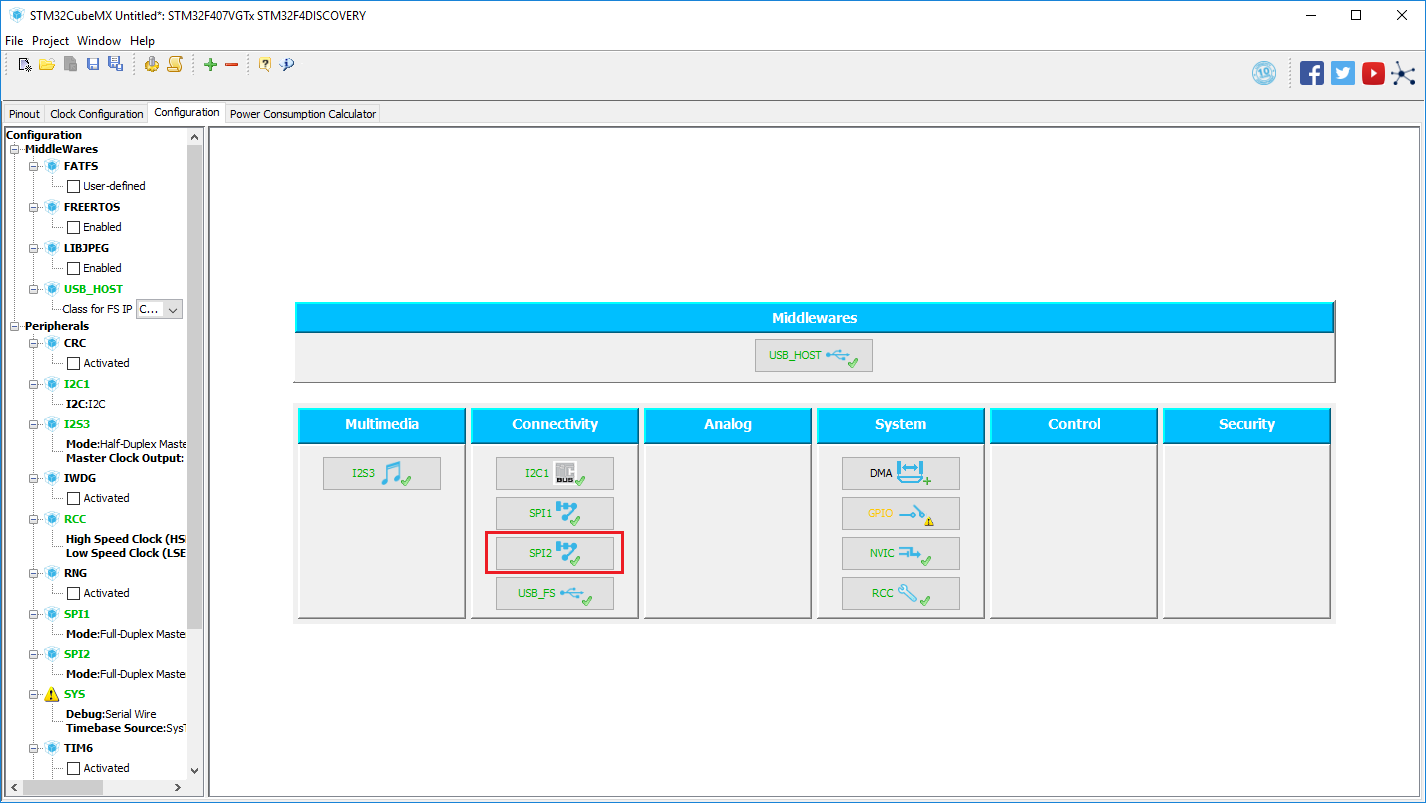 STM32CubeMX Untitled*: STM32F407VGTx STM32F4DISCOVERY
File Project Window Help
10
Pinout Clock Configuration Configuration Power Consumption Calculator
Configuration
MiddleWares
FATFS
User-defined
FREERTOS
Enabled
LIBJPEG
Enabled
USB_HOST
Class for FS IP C...
Peripherals
CRC
Activated
I2C1
I2C:I2C
I2S3
Mode:Half-Duplex Maste
Master Clock Output:
IWDG
Activated
RCC
High Speed Clock (HS
Low Speed Clock (LSE
RNG
Activated
SPI1
Mode:Full-Duplex Maste
SPI2
Mode:Full-Duplex Maste
SYS
Debug:Serial Wire
Timebase Source:Sys
TIM6
Activated
Middlewares
USB_HOST
Multimedia Connectivity Analog System Control Security
I2S3 I2C1 BUS DMA
SPI1 GPIO
SPI2 NVIC
USB_FS RCC